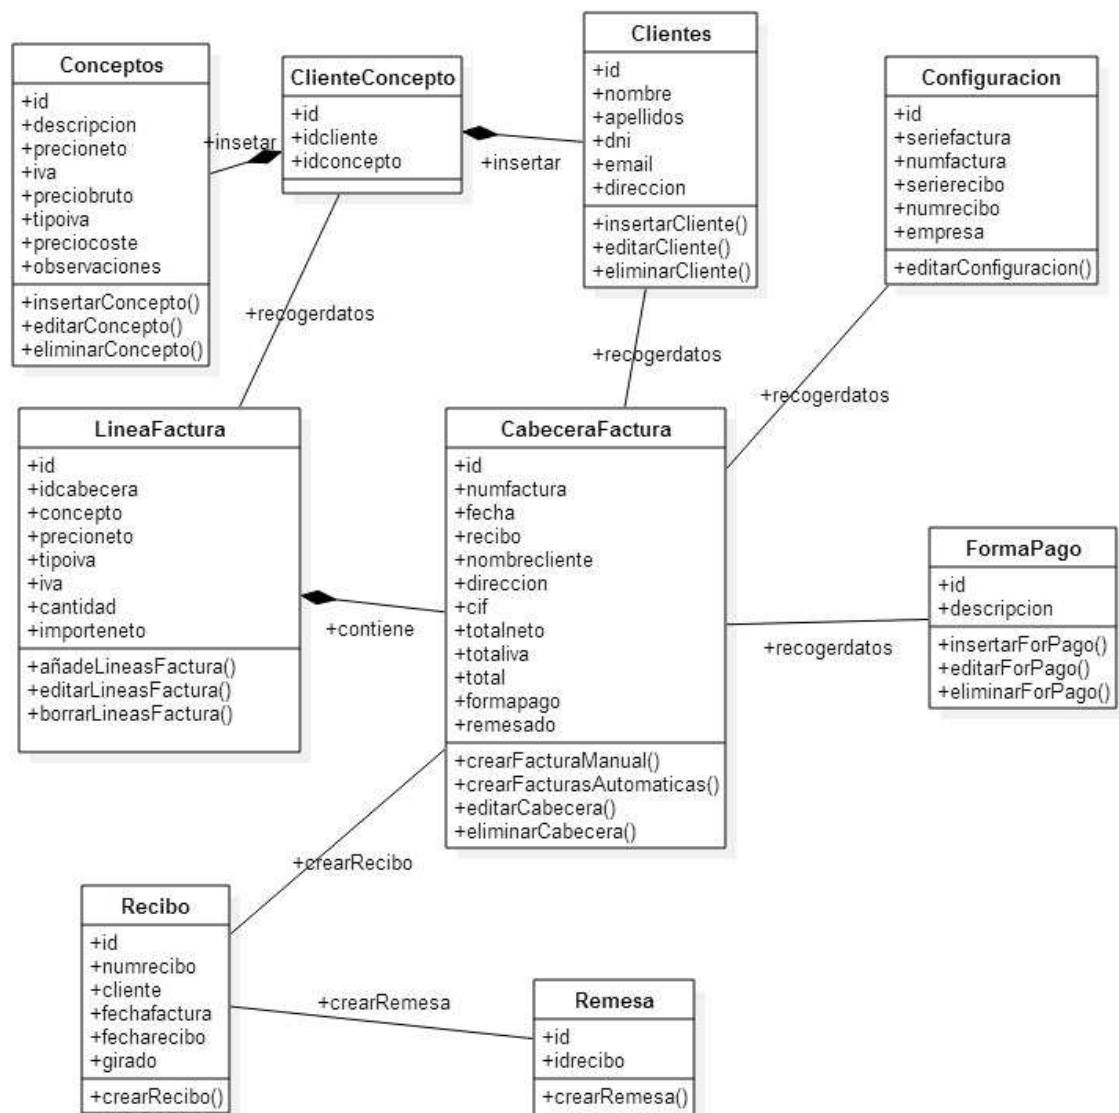 Conceptos
+id
+descripcion
+precioneto
+iva
+preciobruto
+tipoiva
+preciocoste
+observaciones
+insertarConcepto()
+editarConcepto()
+eliminarConcepto()
+insetar
ClienteConcepto
+id
+idcliente
+idconcepto
+insertar
Clientes
+id
+nombre
+apellidos
+dni
+email
+direccion
+insertarCliente()
+editarCliente()
+eliminarCliente()
Configuracion
+id
+seriefactura
+numfactura
+serierecibo
+numrecibo
+empresa
+editarConfiguracion()
+recogerdatos
+recogerdatos
+recogerdatos
LineaFactura
+id
+idcabecera
+concepto
+precioneto
+tipoiva
+iva
+cantidad
+importeneto
+añadeLineasFactura()
+editarLineasFactura()
+borrarLineasFactura()
+contiene
CabeceraFactura
+id
+numfactura
+fecha
+recibo
+nombrecliente
+direccion
+cif
+totalneto
+totaliva
+total
+formapago
+remesado
+crearFacturaManual()
+crearFacturasAutomaticas()
+editarCabecera()
+eliminarCabecera()
+recogerdatos
FormaPago
+id
+descripcion
+insertarForPago()
+editarForPago()
+eliminarForPago()
+crearRecibo
Recibo
+id
+numrecibo
+cliente
+fechafactura
+fecharecibo
+girado
+crearRecibo()
+crearRemesa
Remesa
+id
+idrecibo
+crearRemesa()